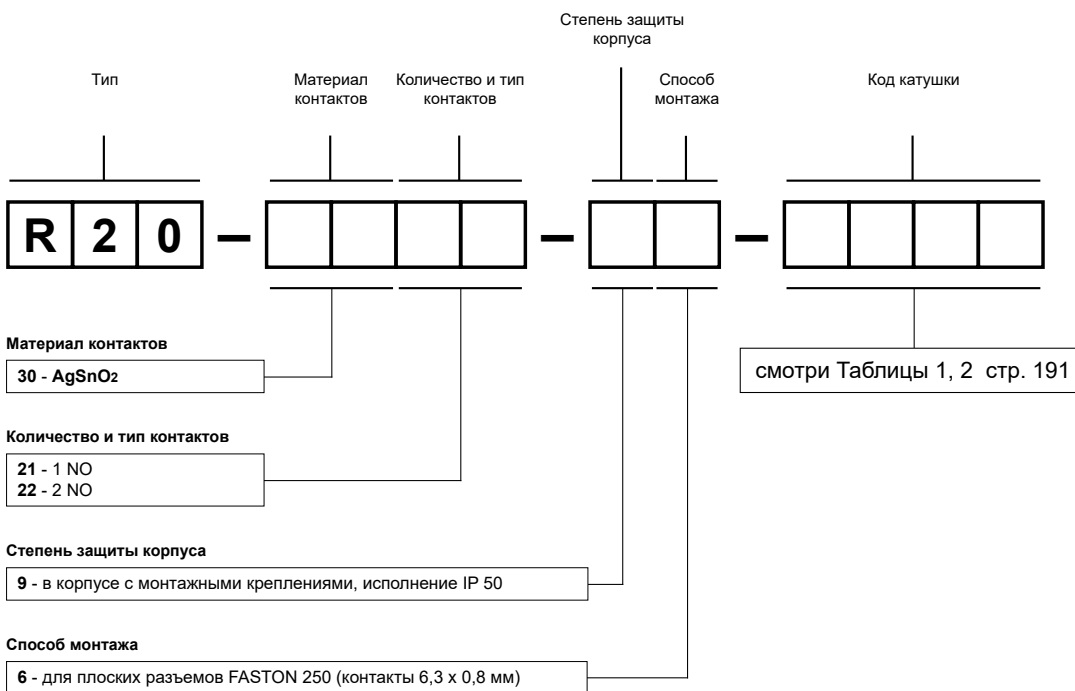 Степень защиты
корпуса
Тип
Материал
контактов
Количество и тип
контактов
Способ
монтажа
Код катушки
R 2 0 – – –
Материал контактов
30 - AgSnO2
смотри Таблицы 1, 2 стр. 191
Количество и тип контактов
21 - 1 NO
22 - 2 NO
Степень защиты корпуса
9 - в корпусе с монтажными креплениями, исполнение IP 50
Способ монтажа
6 - для плоских разъемов FASTON 250 (контакты 6,3 x 0,8 мм)